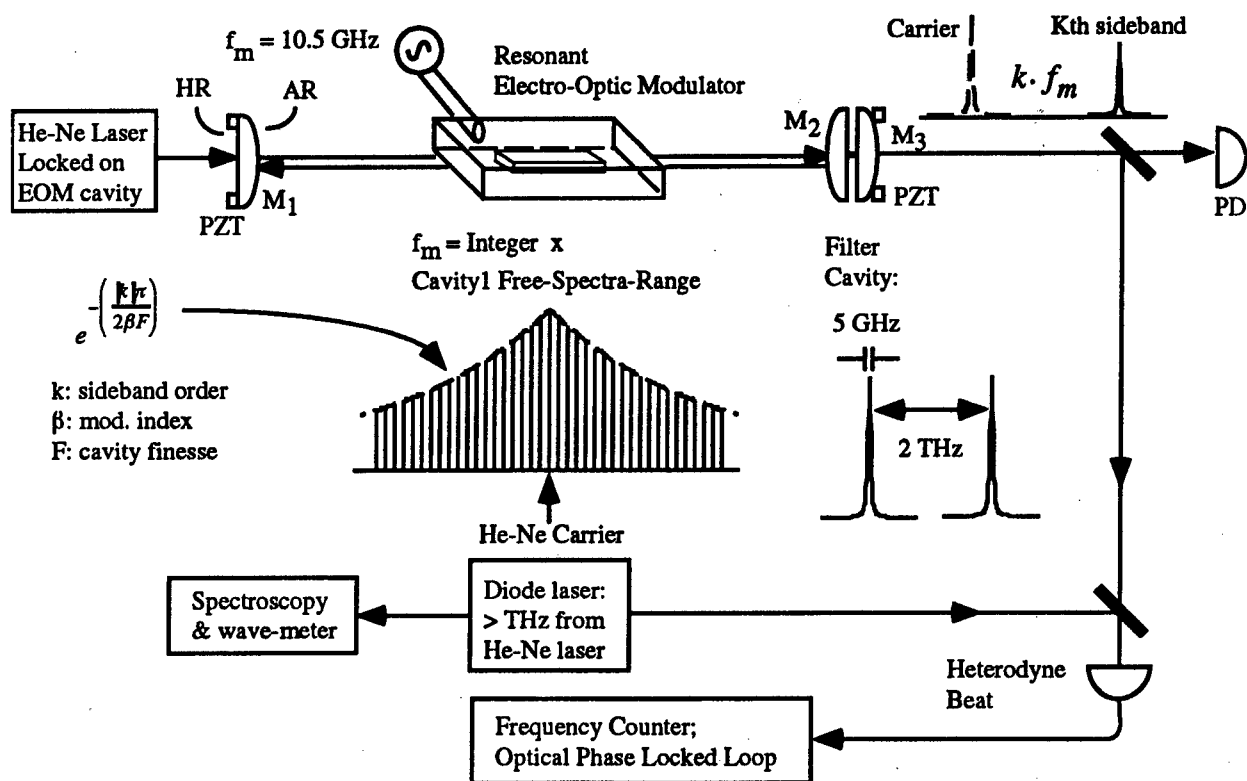 f_m = 10.5 GHz
Resonant
Electro-Optic Modulator
Carrier
Kth sideband
k · f_m
HR
AR
He-Ne Laser
Locked on
EOM cavity
M_1
PZT
M_2
M_3
PZT
PD
f_m = Integer x
Cavity1 Free-Spectra-Range
Filter
Cavity:
5 GHz
2 THz
e^-(|k|π/2βF)
k: sideband order
β: mod. index
F: cavity finesse
He-Ne Carrier
Spectroscopy
& wave-meter
Diode laser:
> THz from
He-Ne laser
Heterodyne
Beat
Frequency Counter;
Optical Phase Locked Loop